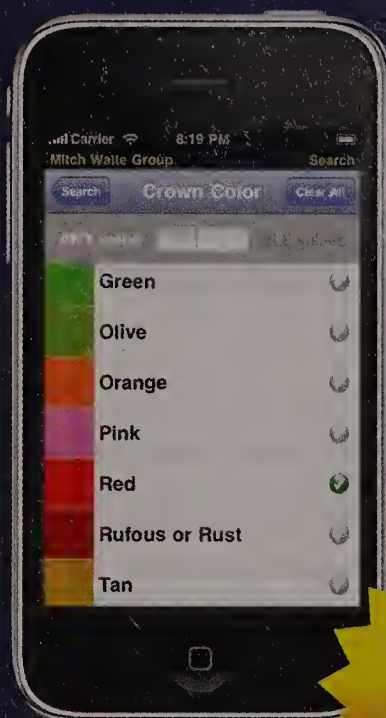 Carrier 8:19 PM
Mitch Waite Group Search
Search Crown Color Clear All
Green
Olive
Orange
Pink
Red
Rufous or Rust
Tan